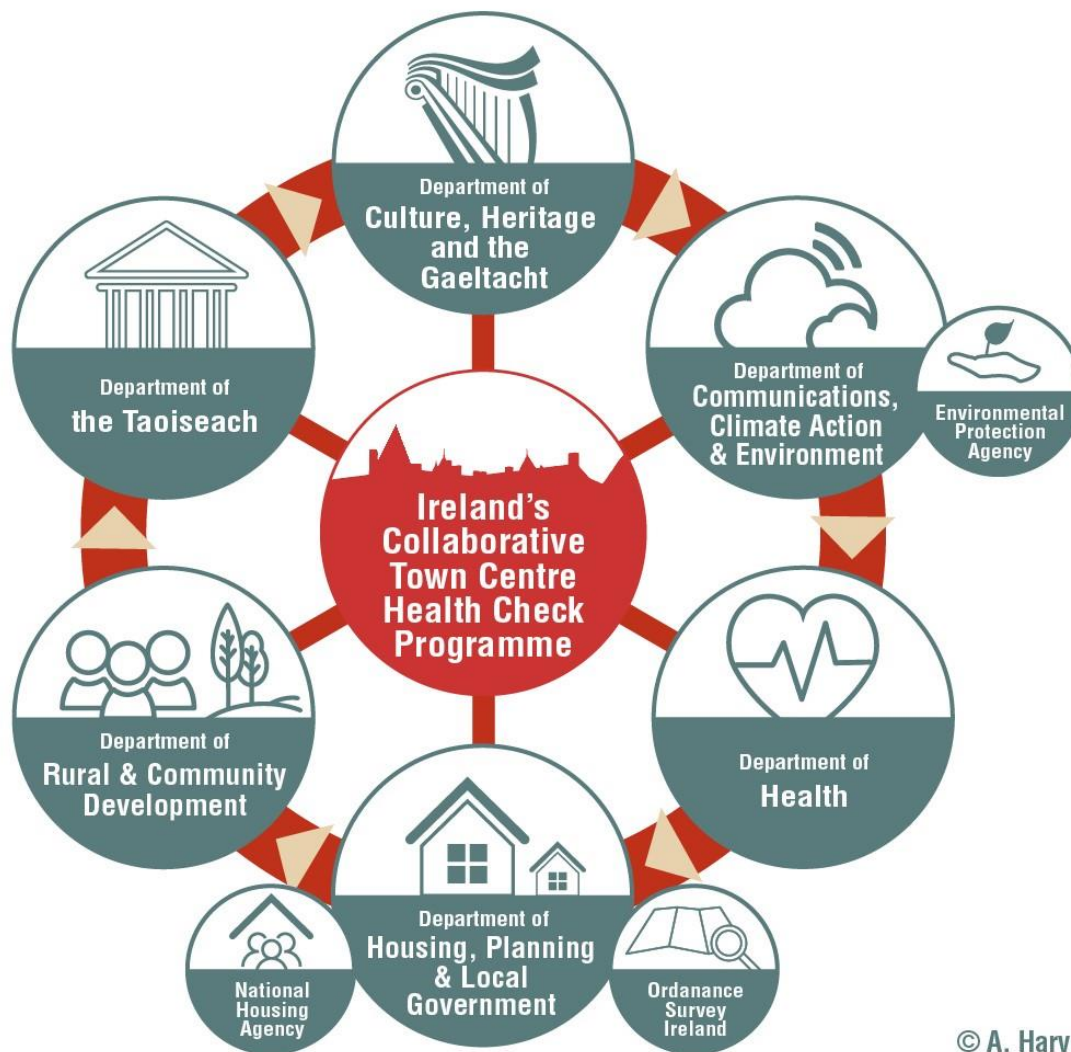 Department of
Culture, Heritage
and the
Gaeltacht
Department of
the Taoiseach
Department of
Communications,
Climate Action
& Environment
Environmental
Protection
Agency
Ireland's
Collaborative
Town Centre
Health Check
Programme
Department of
Rural & Community
Development
Department of
Health
Department of
Housing, Planning
& Local
Government
National
Housing
Agency
Ordanance
Survey
Ireland
© A. Harv